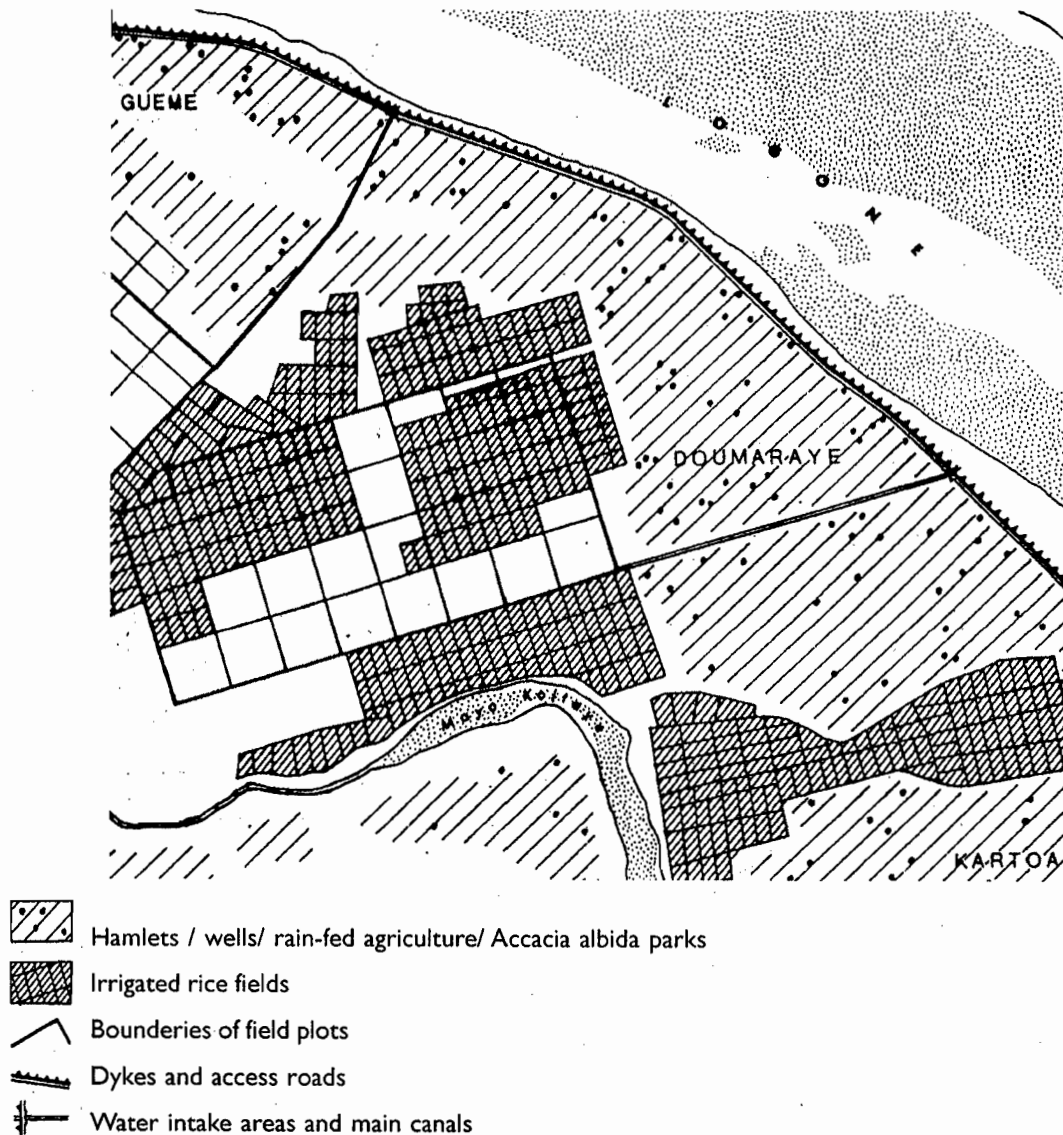 GUEME
LOGONE
DOUMARAYE
Mayo
KARTOA
Hamlets / wells/ rain-fed agriculture/ Accacia albida parks
Irrigated rice fields
Bounderies of field plots
Dykes and access roads
Water intake areas and main canals